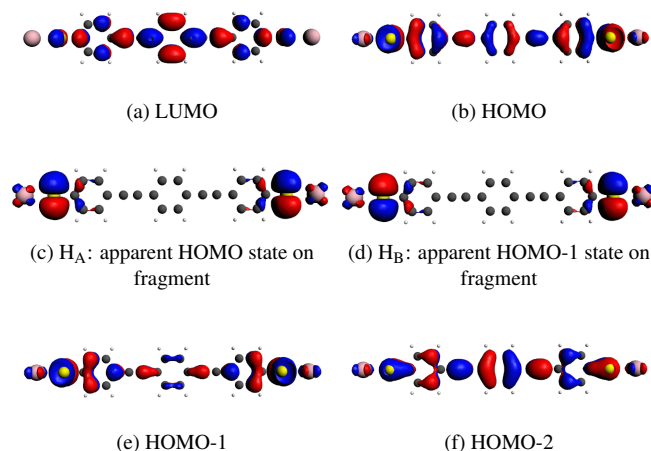 (a) LUMO
(b) HOMO
(c) H_A: apparent HOMO state on
fragment
(d) H_B: apparent HOMO-1 state on
fragment
(e) HOMO-1
(f) HOMO-2